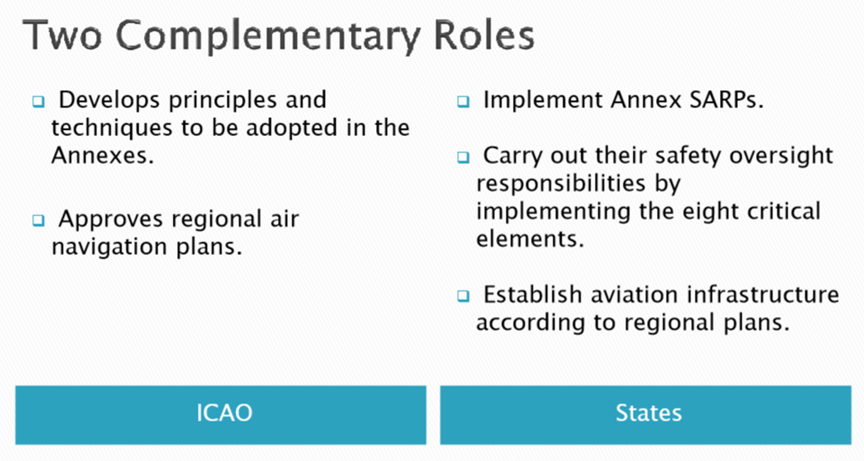 Two Complementary Roles
Develops principles and
techniques to be adopted in the
Annexes.
Approves regional air
navigation plans.
ICAO
Implement Annex SARPs.
Carry out their safety oversight
responsibilities by
implementing the eight critical
elements.
Establish aviation infrastructure
according to regional plans.
States